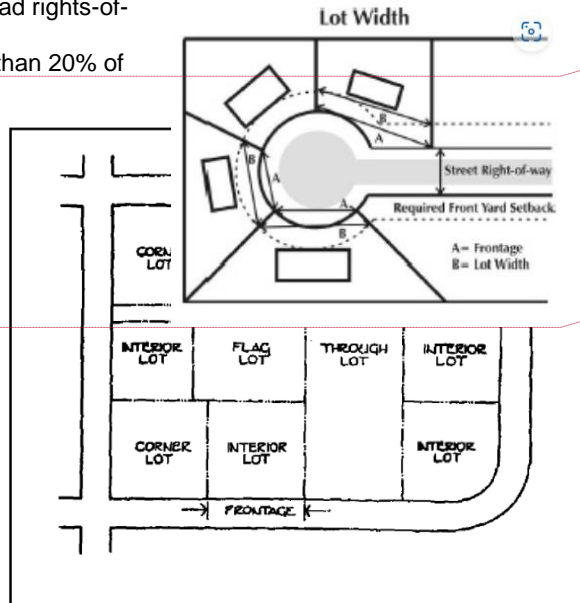 ad rights-of-
than 20% of
Lot Width
B
A
Street Right-of-way
B
A
Required Front Yard Setback
B
A= Frontage
B= Lot Width
CORN
LOT
INTERIOR
LOT
FLAG
LOT
THROUGH
LOT
INTERIOR
LOT
CORNER
LOT
INTERIOR
LOT
INTERIOR
LOT
FRONTAGE